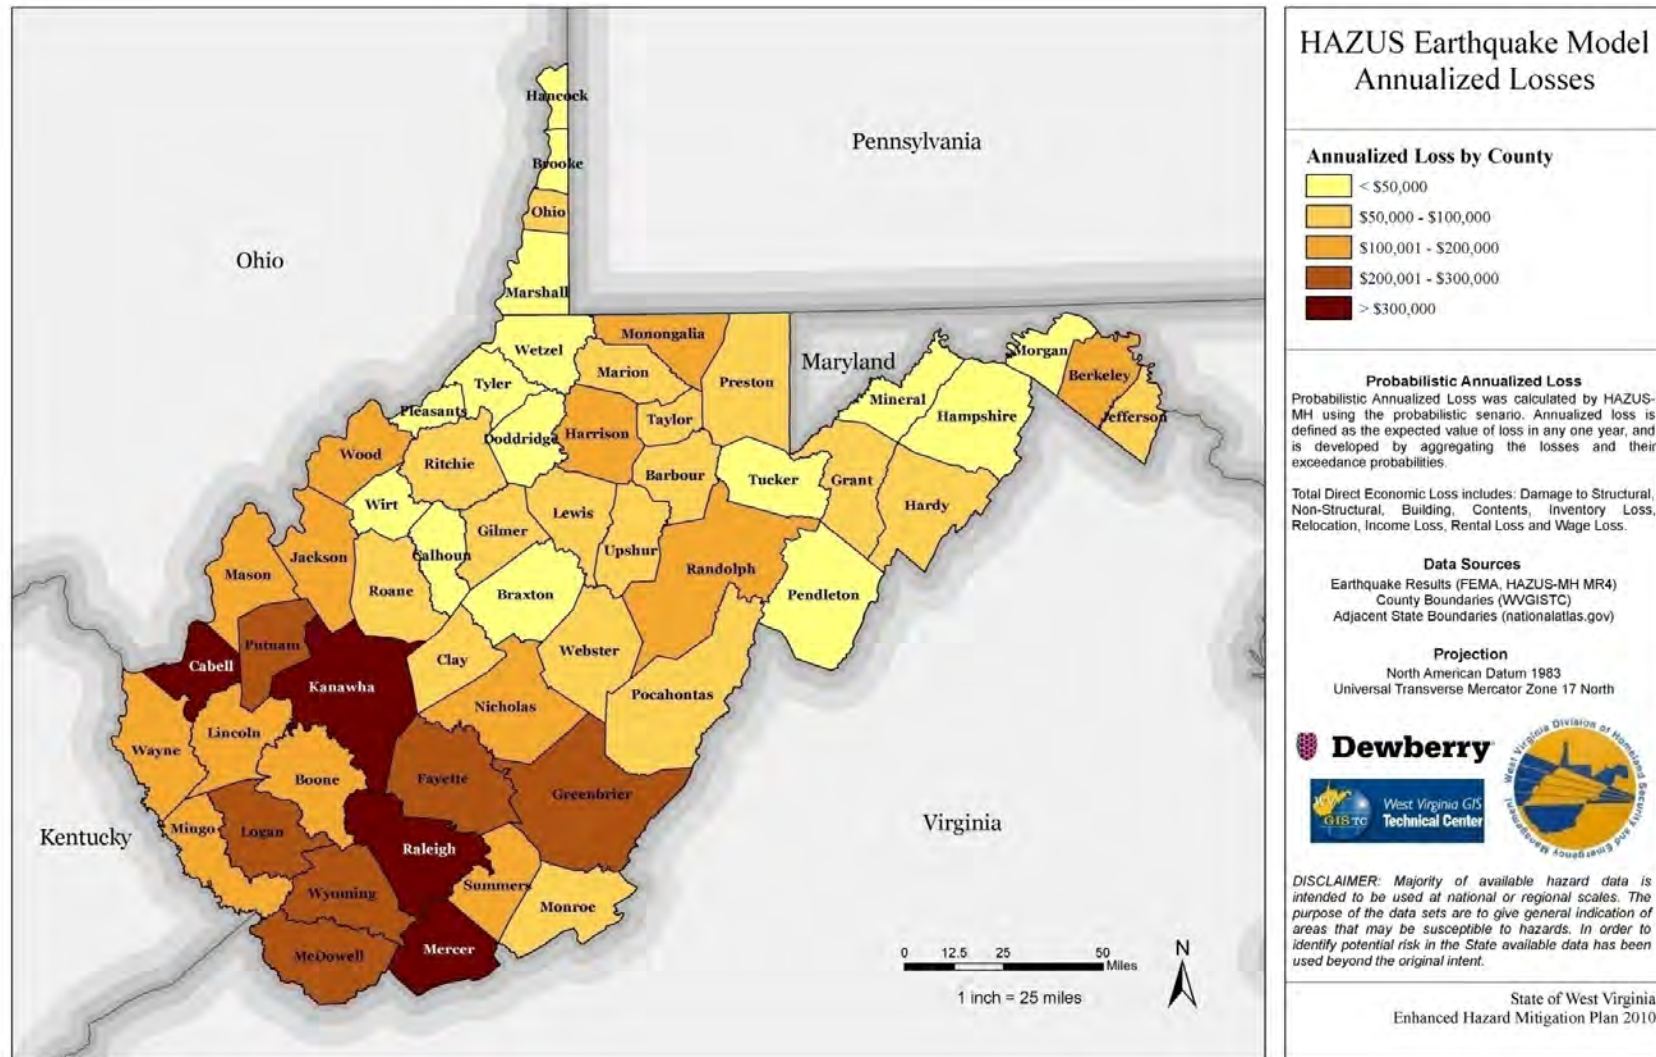 Hancock
Pennsylvania
Brooke
Ohio
Ohio
Marshall
Monongalia
Wetzel
Morgan
Maryland
Marion
Berkeley
Preston
Tyler
Mineral
Pleasants
Hampshire
Jefferson
Taylor
Harrison
Doddridge
Wood
Ritchie
Barbour
Tucker
Grant
Wirt
Hardy
Lewis
Gilmer
Upshur
Calhoun
Jackson
Randolph
Mason
Roane
Braxton
Pendleton
Putnam
Webster
Clay
Cabell
Kanawha
Pocahontas
Nicholas
Lincoln
Wayne
Boone
Fayette
Greenbrier
Virginia
Mingo
Logan
Kentucky
Raleigh
Summers
Wyoming
Monroe
Mercer
McDowell
0 12.5 25 50
Miles
N
1 inch = 25 miles
HAZUS Earthquake Model
Annualized Losses
Annualized Loss by County
< $50,000
$50,000 - $100,000
$100,001 - $200,000
$200,001 - $300,000
> $300,000
Probabilistic Annualized Loss
Probabilistic Annualized Loss was calculated by HAZUS-
MH using the probabilistic senario. Annualized loss is
defined as the expected value of loss in any one year, and
is developed by aggregating the losses and their
exceedance probabilities.
Total Direct Economic Loss includes: Damage to Structural,
Non-Structural, Building, Contents, Inventory Loss,
Relocation, Income Loss, Rental Loss and Wage Loss.
Data Sources
Earthquake Results (FEMA, HAZUS-MH MR4)
County Boundaries (WVGISTC)
Adjacent State Boundaries (nationalatlas.gov)
Projection
North American Datum 1983
Universal Transverse Mercator Zone 17 North
Dewberry
WV
GISTC
West Virginia GIS
Technical Center
West Virginia Division of Homeland Security and Emergency Management
DISCLAIMER: Majority of available hazard data is
intended to be used at national or regional scales. The
purpose of the data sets are to give general indication of
areas that may be susceptible to hazards. In order to
identify potential risk in the State available data has been
used beyond the original intent.
State of West Virginia
Enhanced Hazard Mitigation Plan 2010